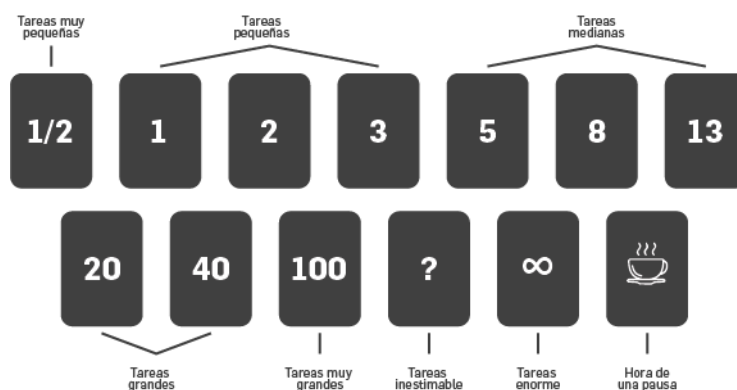 Tareas muy
pequeñas
Tareas
pequeñas
Tareas
medianas
1/2
1
2
3
5
8
13
20
40
100
?
∞
Tareas
grandes
Tareas muy
grandes
Tareas
inestimable
Tareas
enorme
Hora de
una pausa